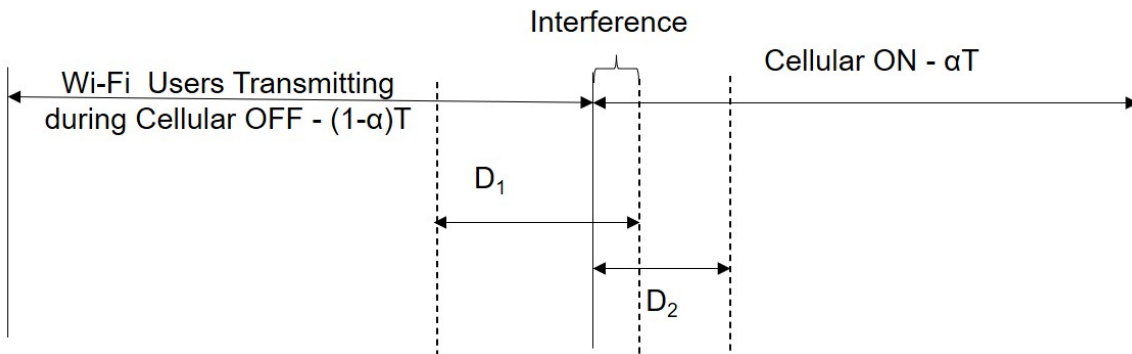 Interference
Wi-Fi Users Transmitting
during Cellular OFF - (1-α)T
Cellular ON - αT
D₁
D₂